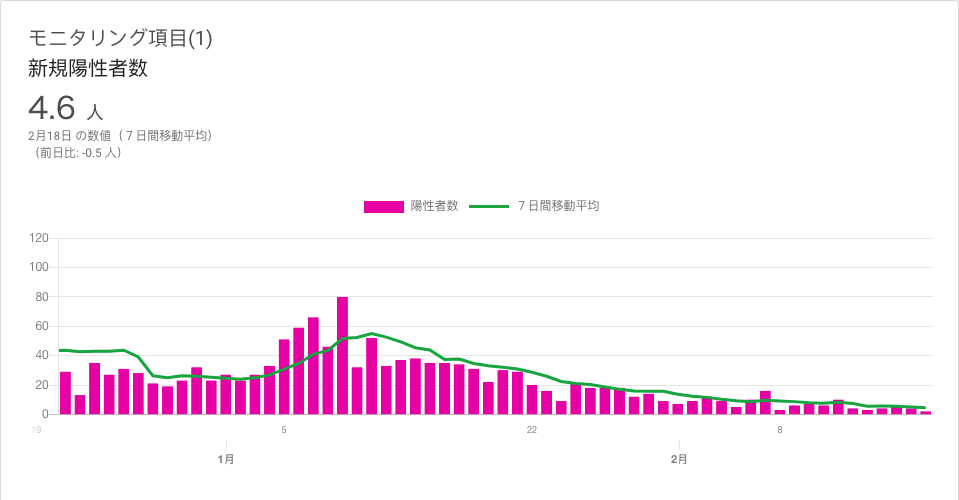 モニタリング項目(1)
新規陽性者数
4.6 人
2月18日 の数値（７日間移動平均）
（前日比: -0.5 人）
陽性者数 ７日間移動平均
120
100
80
60
40
20
0
19 5 22 8
1月 2月